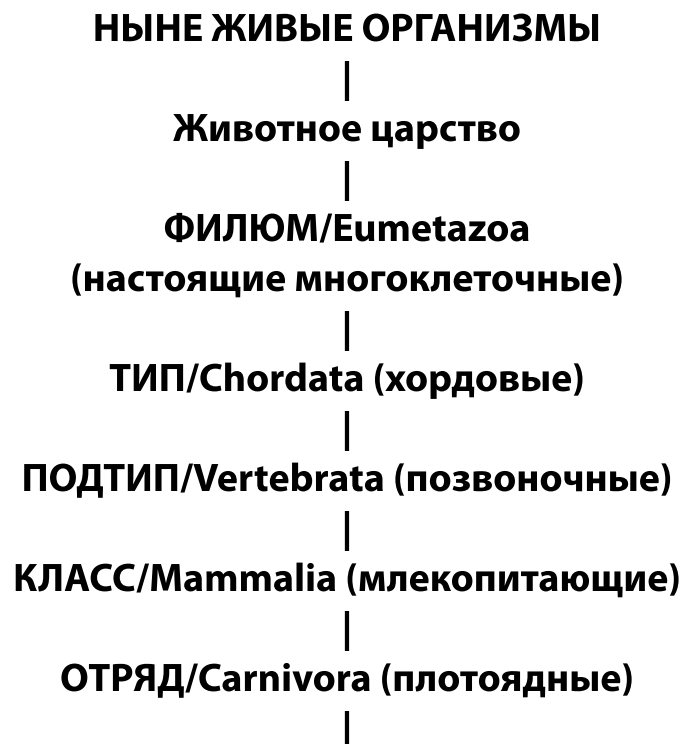 НЫНЕ ЖИВЫЕ ОРГАНИЗМЫ
Животное царство
ФИЛЮМ/Eumetazoa
(настоящие многоклеточные)
ТИП/Chordata (хордовые)
ПОДТИП/Vertebrata (позвоночные)
КЛАСС/Mammalia (млекопитающие)
ОТРЯД/Carnivora (плотоядные)